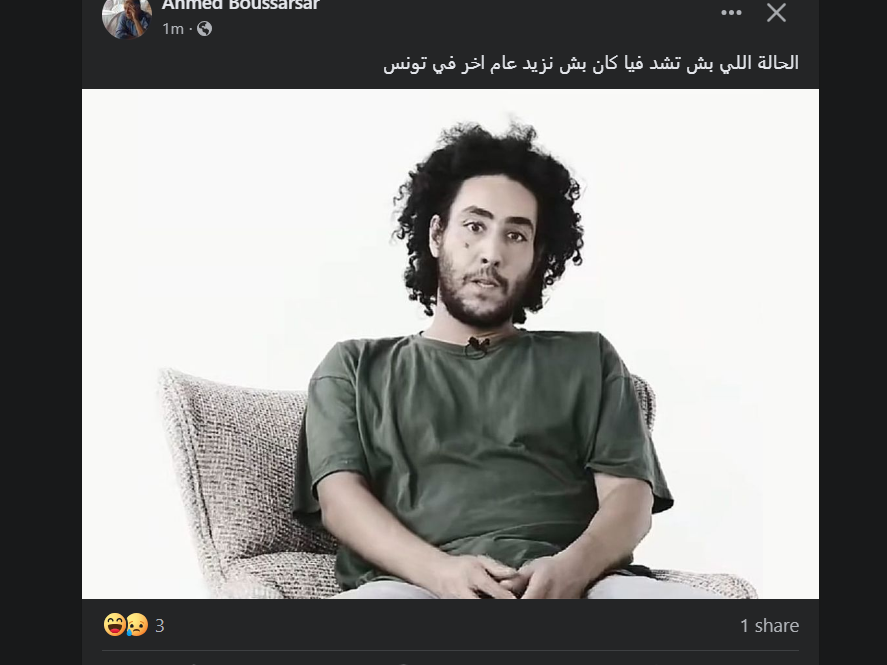 Ahmed Boussarsar
1m
الحالة اللي بش تشد فيا كان بش نزيد عام اخر في تونس
3
1 share